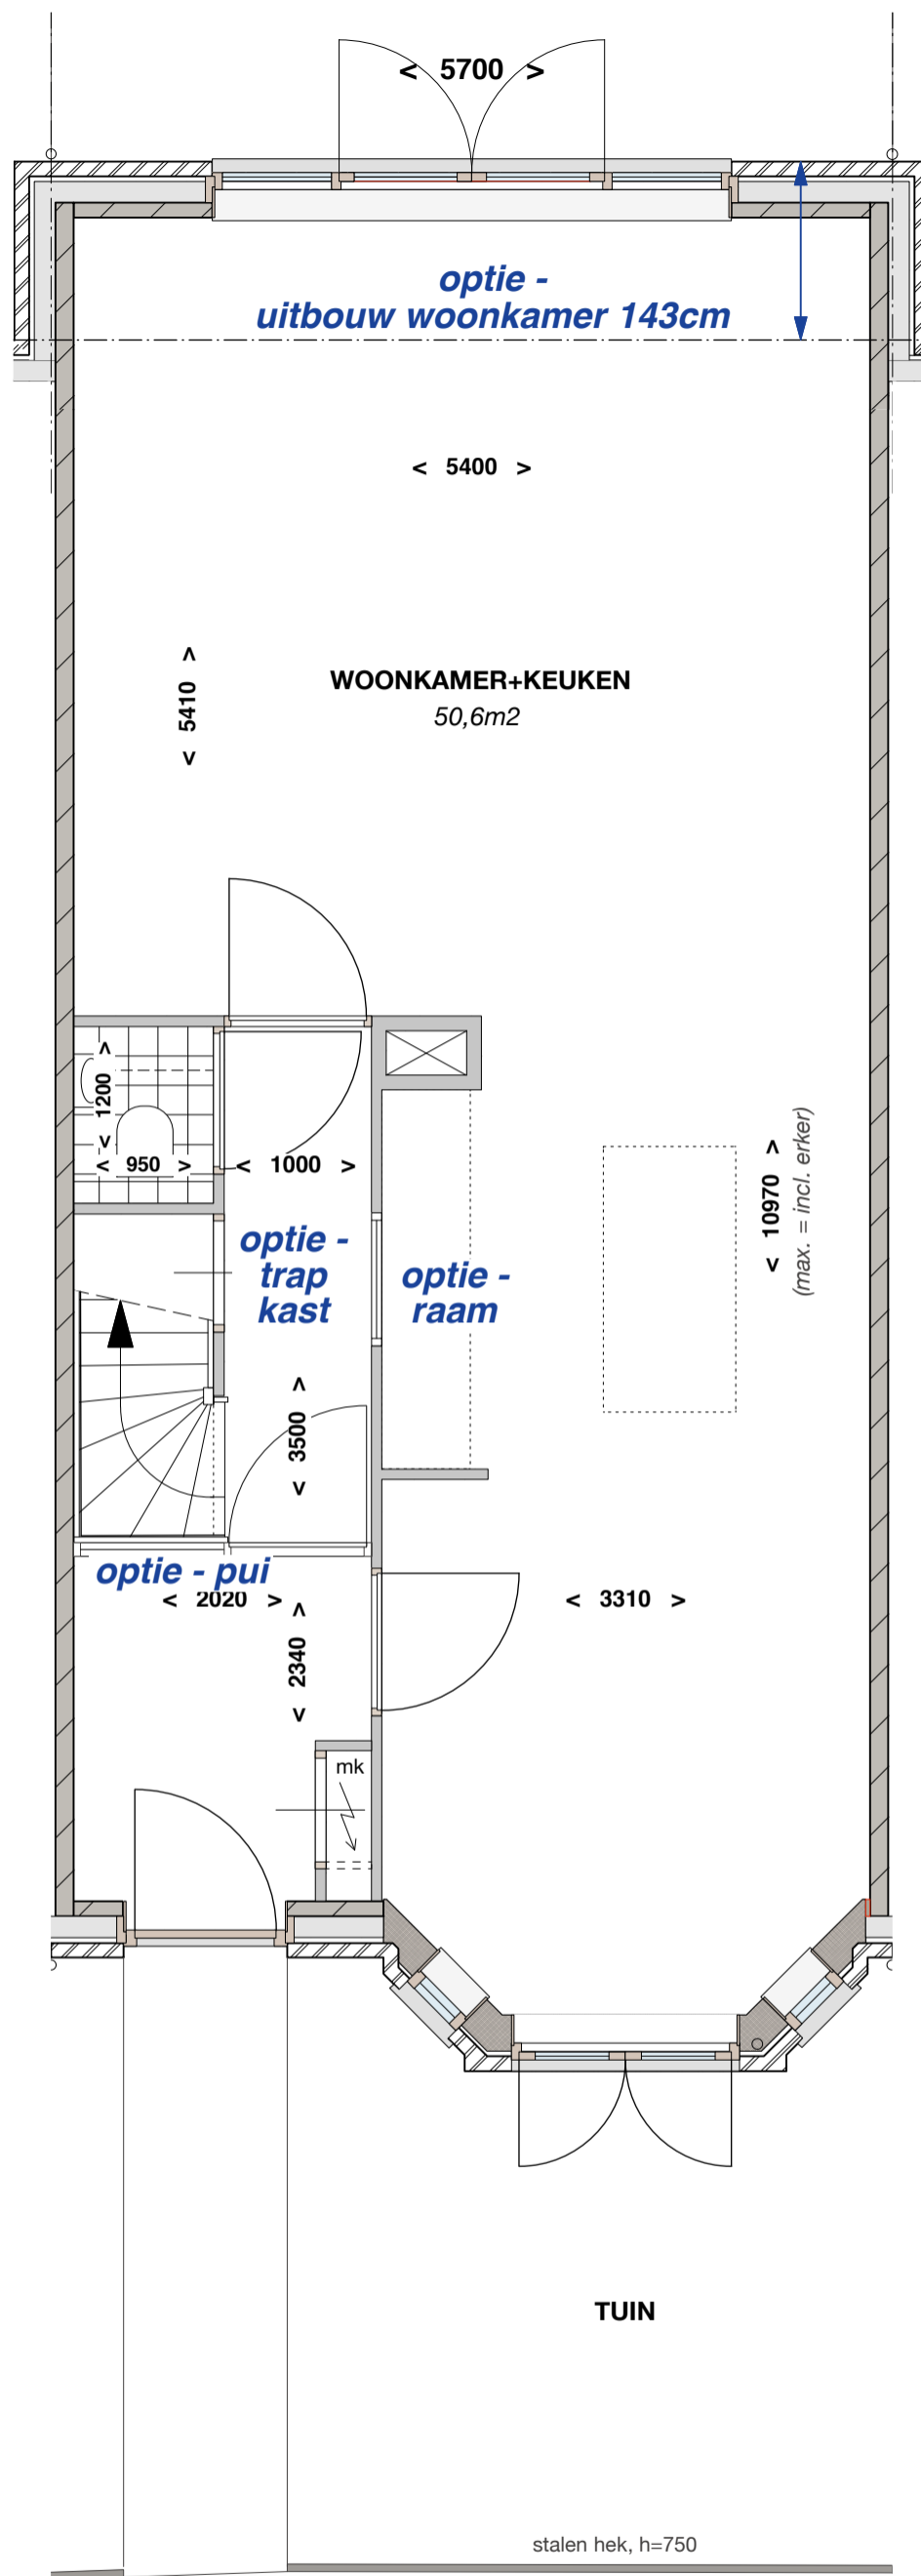 < 5700 >
optie -
uitbouw woonkamer 143cm
< 5400 >
< 5410 >
WOONKAMER+KEUKEN
50,6m2
< 1200 >
< 950 >
< 1000 >
< 10970 >
(max. = incl. erker)
optie -
trap
kast
optie -
raam
< 3500 >
optie - pui
< 2020 >
< 2340 >
< 3310 >
mk
TUIN
stalen hek, h=750